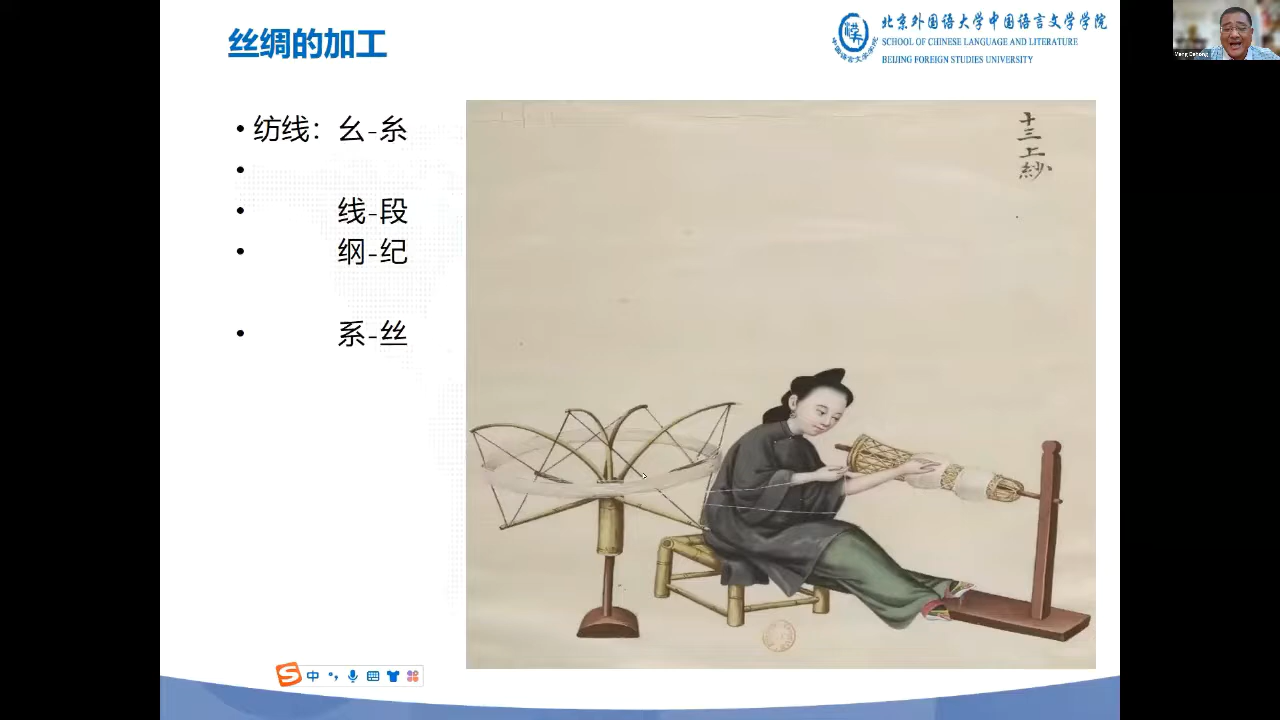 丝绸的加工
北京外国语大学中国语言文学学院
SCHOOL OF CHINESE LANGUAGE AND LITERATURE
BEIJING FOREIGN STUDIES UNIVERSITY
• 纺线：幺-糸
•
• 线-段
• 纲-纪
• 系-丝
十三上紗
中